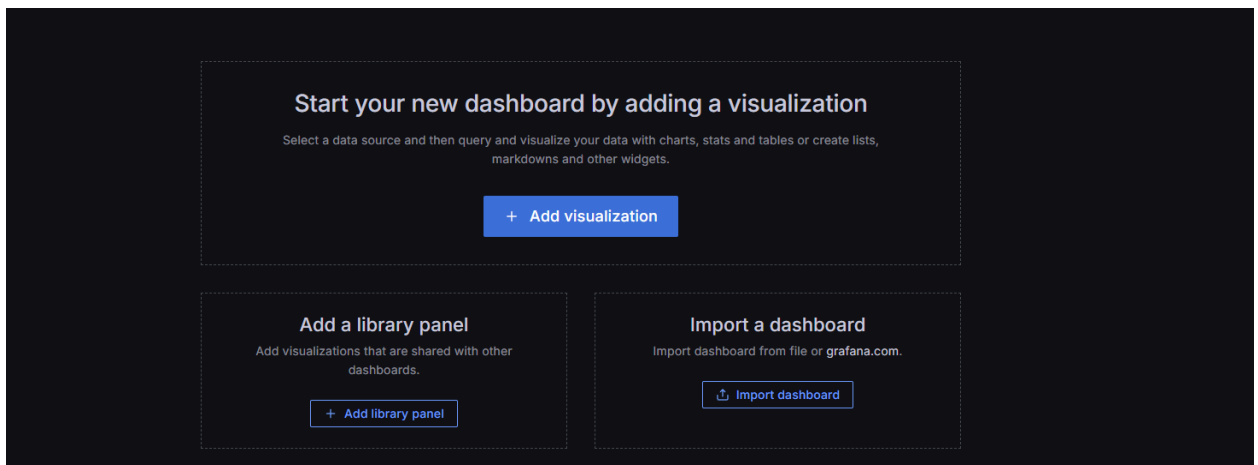 Start your new dashboard by adding a visualization
Select a data source and then query and visualize your data with charts, stats and tables or create lists,
markdowns and other widgets.
+ Add visualization
Add a library panel
Add visualizations that are shared with other
dashboards.
+ Add library panel
Import a dashboard
Import dashboard from file or grafana.com.
Import dashboard